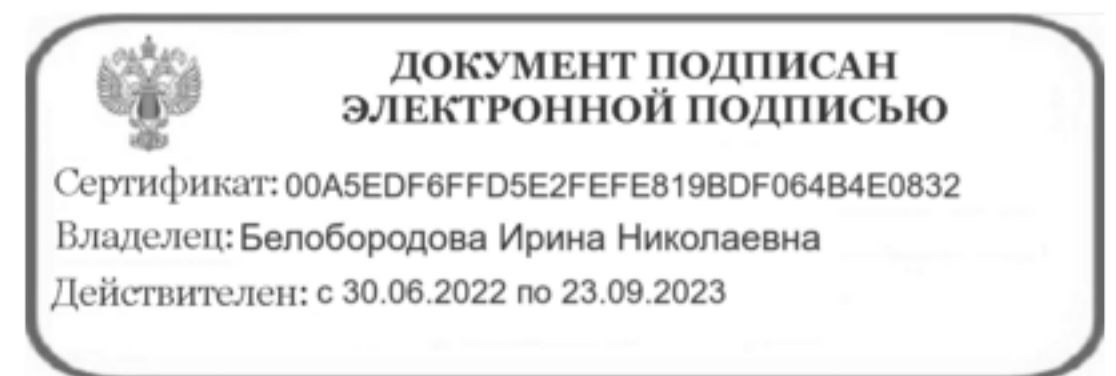 ДОКУМЕНТ ПОДПИСАН
ЭЛЕКТРОННОЙ ПОДПИСЬЮ
Сертификат: 00A5EDF6FFD5E2FEFE819BDF064B4E0832
Владелец: Белобородова Ирина Николаевна
Действителен: с 30.06.2022 по 23.09.2023